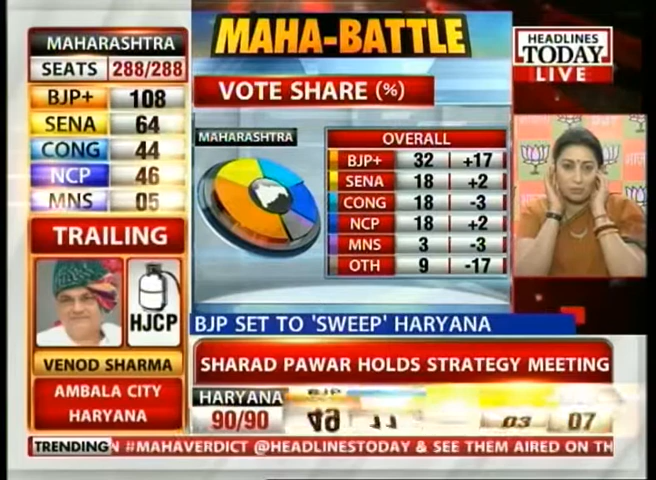 MAHARASHTRA
SEATS 288/288
BJP+ 108
SENA 64
CONG 44
NCP 46
MNS 05
TRAILING
HJCP
VENOD SHARMA
AMBALA CITY
HARYANA
MAHA-BATTLE
VOTE SHARE (%)
MAHARASHTRA
OVERALL
BJP+ 32 +17
SENA 18 +2
CONG 18 -3
NCP 18 +2
MNS 3 -3
OTH 9 -17
HEADLINES
TODAY
LIVE
BJP SET TO 'SWEEP' HARYANA
SHARAD PAWAR HOLDS STRATEGY MEETING
HARYANA BJP
90/90 03 07
TRENDING #MAHAVERDICT @HEADLINESTODAY & SEE THEM AIRED ON TH